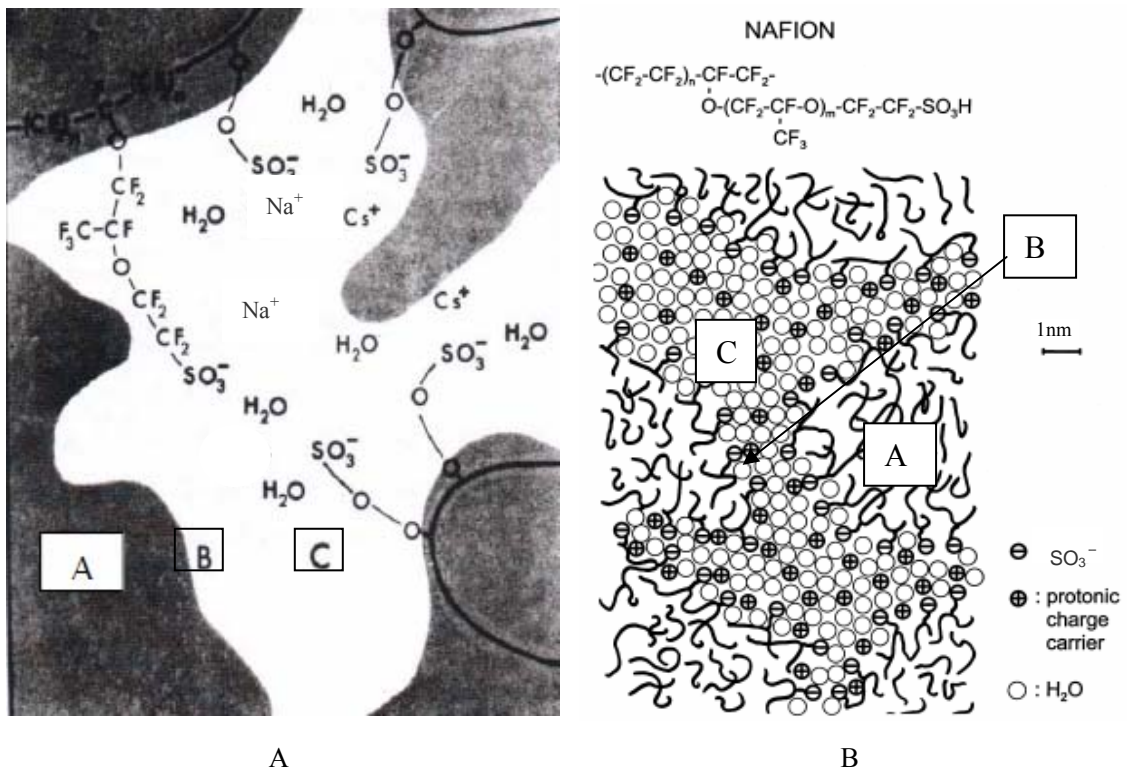 NAFION
-(CF₂-CF₂)ₙ-CF-CF₂-
O-(CF₂-CF-O)ₘ-CF₂-CF₂-SO₃H
CF₃
O
O
H₂O
O
O
O
SO₃⁻
SO₃⁻
CF₂
H₂O
Na⁺
Cs⁺
F₃C-CF
O
CF₂
Na⁺
Cs⁺
CF₂
H₂O
SO₃⁻
H₂O
SO₃⁻
O
H₂O
SO₃⁻
O
H₂O
O
O
A
B
C
B
1nm
C
A
SO₃⁻
: protonic
charge
carrier
: H₂O
A
B